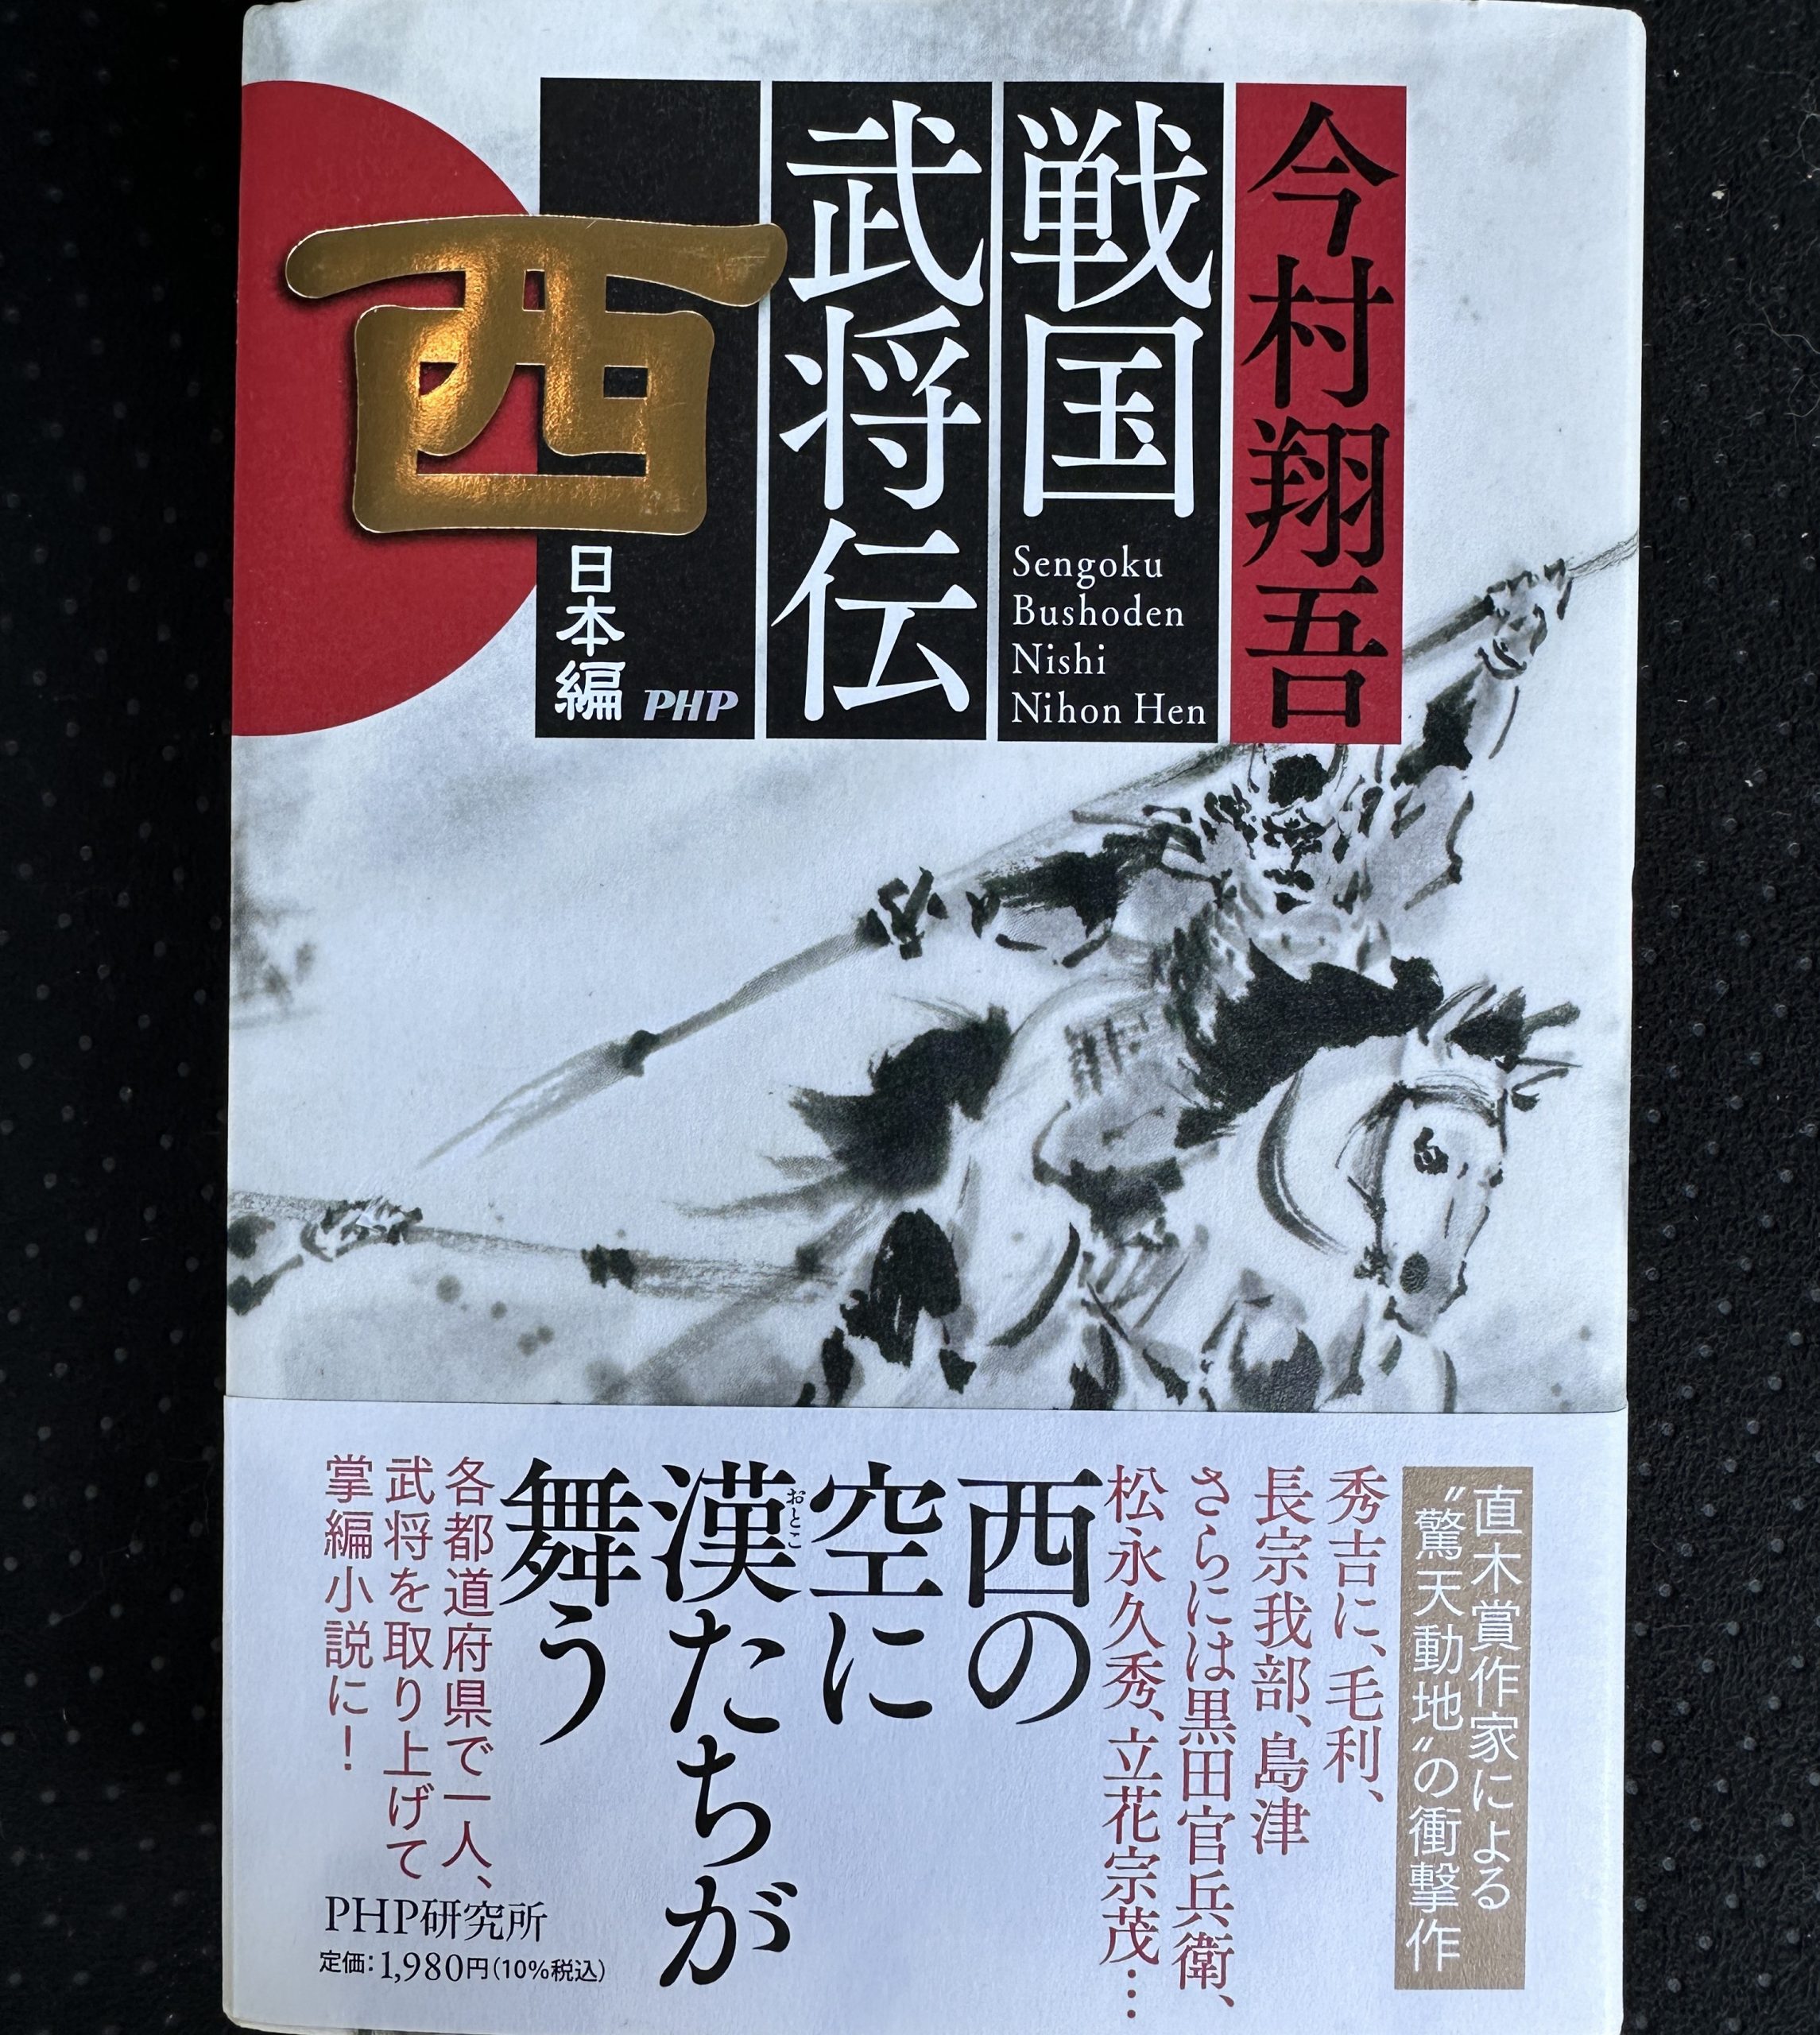 今村翔吾
戦国
Sengoku
Bushoden
Nishi
Nihon Hen
武将伝
西
日本編
PHP
直木賞作家による
〝驚天動地〟の衝撃作
秀吉に、毛利、
長宗我部、島津
さらには黒田官兵衛、
松永久秀、立花宗茂…
西の
空に
漢たちが
おとこ
舞う
各都道府県で一人、
武将を取り上げて
掌編小説に！
PHP研究所
定価：1,980円（10%税込）